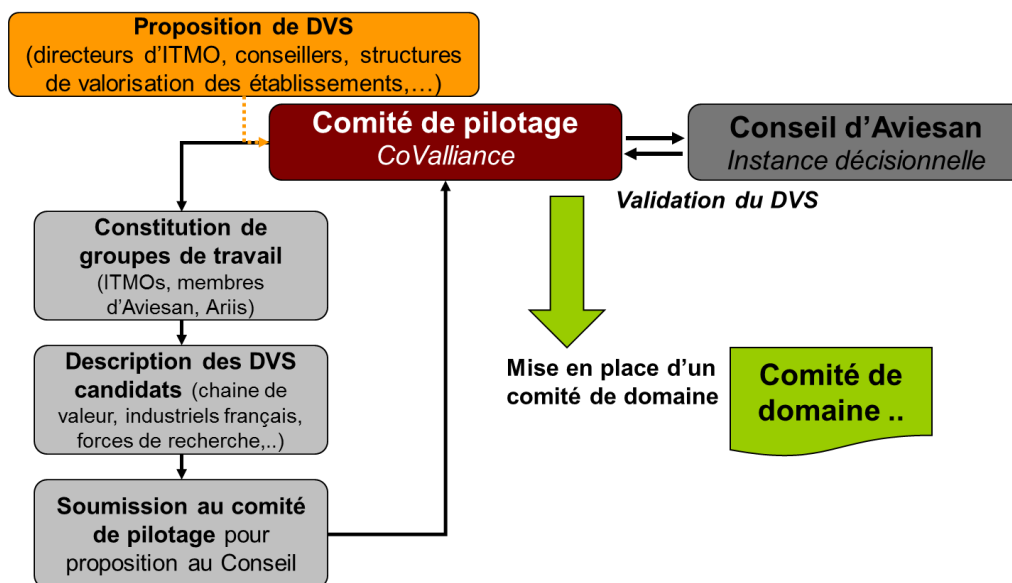 Proposition de DVS
(directeurs d’ITMO, conseillers, structures
de valorisation des établissements,…)
Comité de pilotage
CoValliance
Conseil d’Aviesan
Instance décisionnelle
Validation du DVS
Constitution de
groupes de travail
(ITMOs, membres
d’Aviesan, Ariis)
Description des DVS
candidats (chaine de
valeur, industriels français,
forces de recherche,..)
Soumission au comité
de pilotage pour
proposition au Conseil
Mise en place d’un
comité de domaine
Comité de
domaine ..